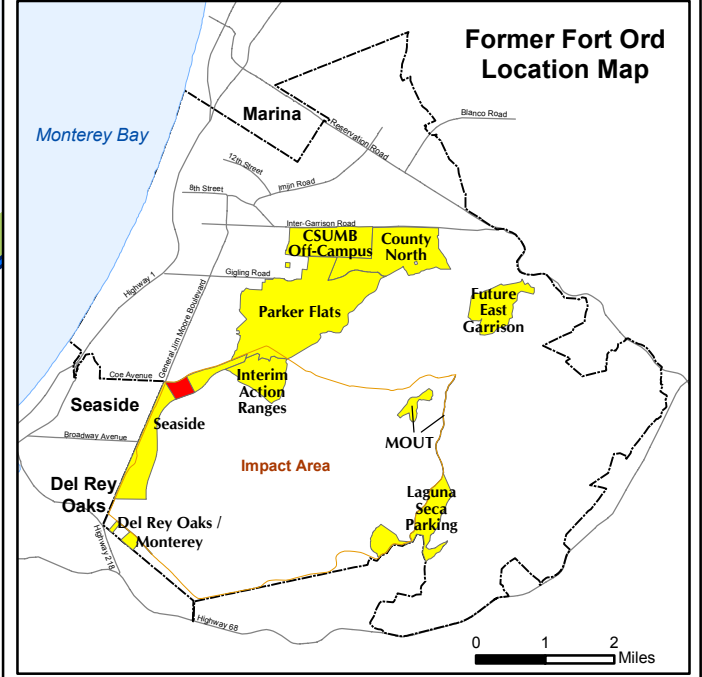 Former Fort Ord
Location Map
Monterey Bay
Marina
Blanco Road
Reservation Road
12th Street
Imjin Road
8th Street
Inter-Garrison Road
CSUMB
Off-Campus
County
North
Gigling Road
Highway 1
General Jim Moore Boulevard
Parker Flats
Future
East
Garrison
Coe Avenue
Interim
Action
Ranges
Seaside
Seaside
Broadway Avenue
MOUT
Impact Area
Del Rey
Oaks
Laguna
Seca
Parking
Del Rey Oaks /
Monterey
Highway 218
Highway 68
0 1 2
Miles